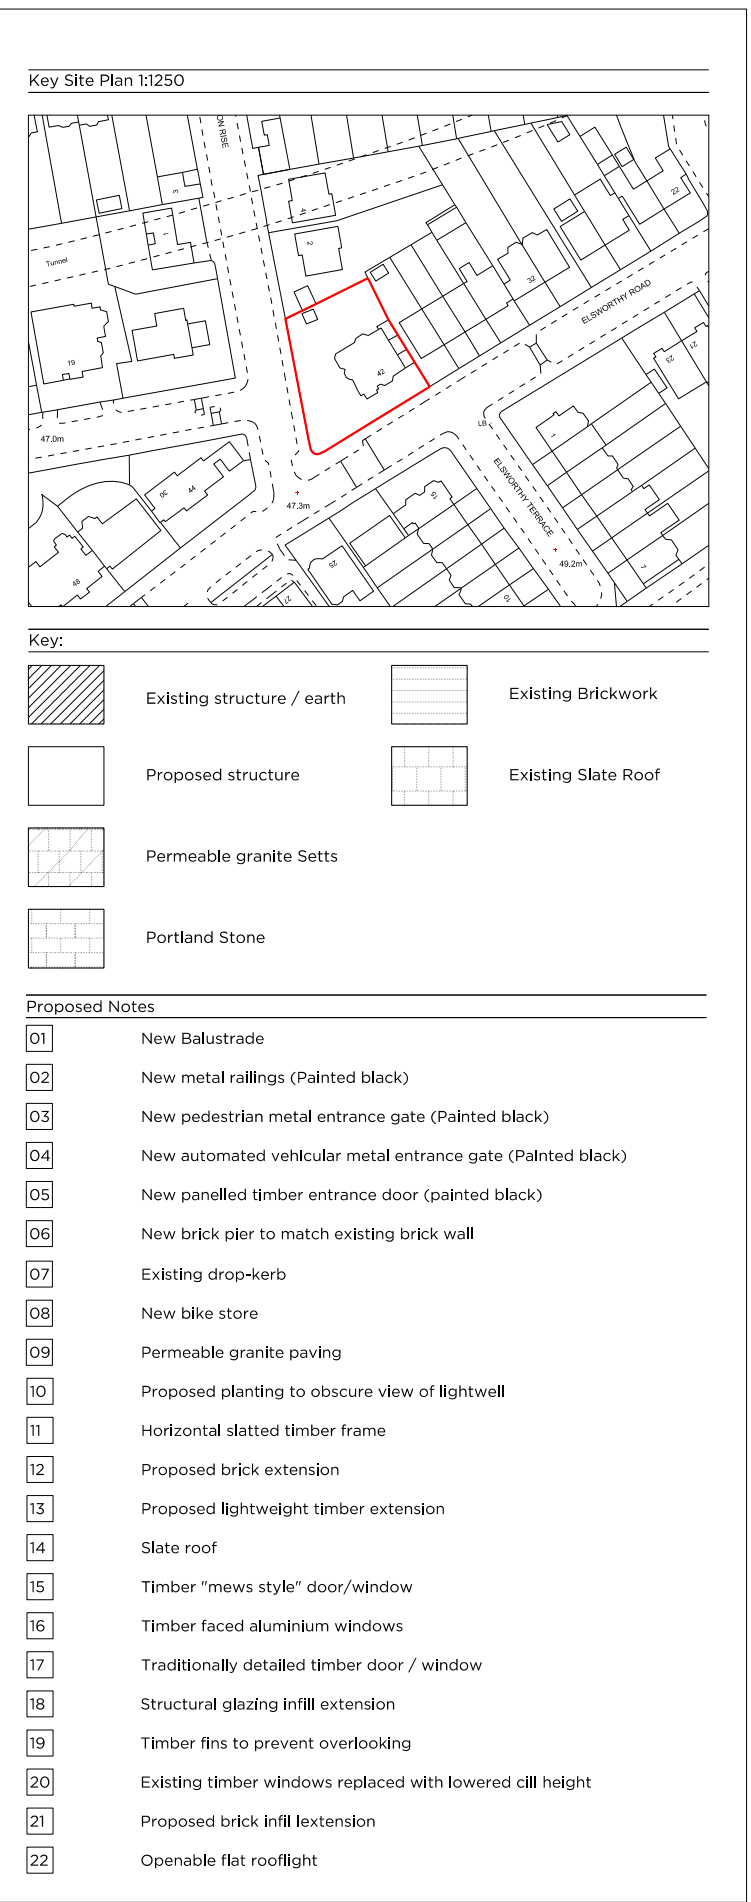 Key Site Plan 1:1250
ON RISE
3
1
4
2
Tunnel
19
22
32
ELSWORTHY ROAD
42
21
23
47.0m
LB
1
30
44
47.3m
15
ELSWORTHY TERRACE
48
25
49.2m
7
27
10
Key:
Existing structure / earth
Existing Brickwork
Proposed structure
Existing Slate Roof
Permeable granite Setts
Portland Stone
Proposed Notes
01 New Balustrade
02 New metal railings (Painted black)
03 New pedestrian metal entrance gate (Painted black)
04 New automated vehicular metal entrance gate (Painted black)
05 New panelled timber entrance door (painted black)
06 New brick pier to match existing brick wall
07 Existing drop-kerb
08 New bike store
09 Permeable granite paving
10 Proposed planting to obscure view of lightwell
11 Horizontal slatted timber frame
12 Proposed brick extension
13 Proposed lightweight timber extension
14 Slate roof
15 Timber "mews style" door/window
16 Timber faced aluminium windows
17 Traditionally detailed timber door / window
18 Structural glazing infill extension
19 Timber fins to prevent overlooking
20 Existing timber windows replaced with lowered cill height
21 Proposed brick infil lextension
22 Openable flat rooflight